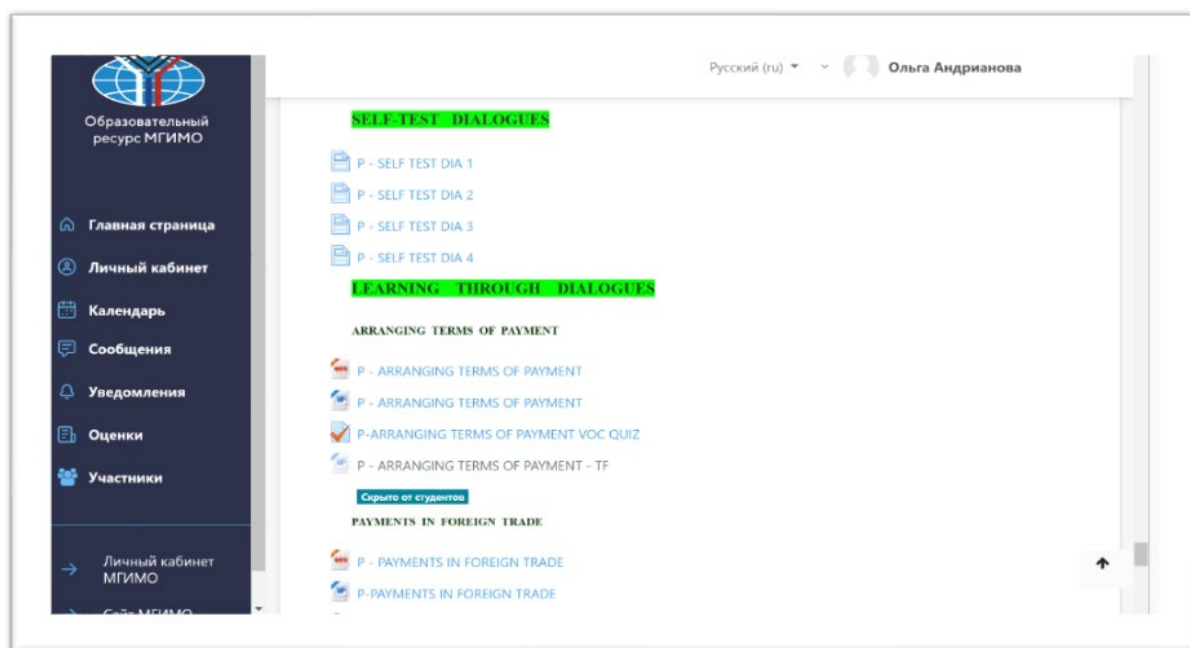 Образовательный
ресурс МГИМО
Главная страница
Личный кабинет
Календарь
Сообщения
Уведомления
Оценки
Участники
Личный кабинет
МГИМО
Сайт МГИМО
Русский (ru)
Ольга Андрианова
SELF-TEST DIALOGUES
P - SELF TEST DIA 1
P - SELF TEST DIA 2
P - SELF TEST DIA 3
P - SELF TEST DIA 4
LEARNING THROUGH DIALOGUES
ARRANGING TERMS OF PAYMENT
P - ARRANGING TERMS OF PAYMENT
P - ARRANGING TERMS OF PAYMENT
P-ARRANGING TERMS OF PAYMENT VOC QUIZ
P - ARRANGING TERMS OF PAYMENT - TF
Скрыто от студентов
PAYMENTS IN FOREIGN TRADE
P - PAYMENTS IN FOREIGN TRADE
P-PAYMENTS IN FOREIGN TRADE